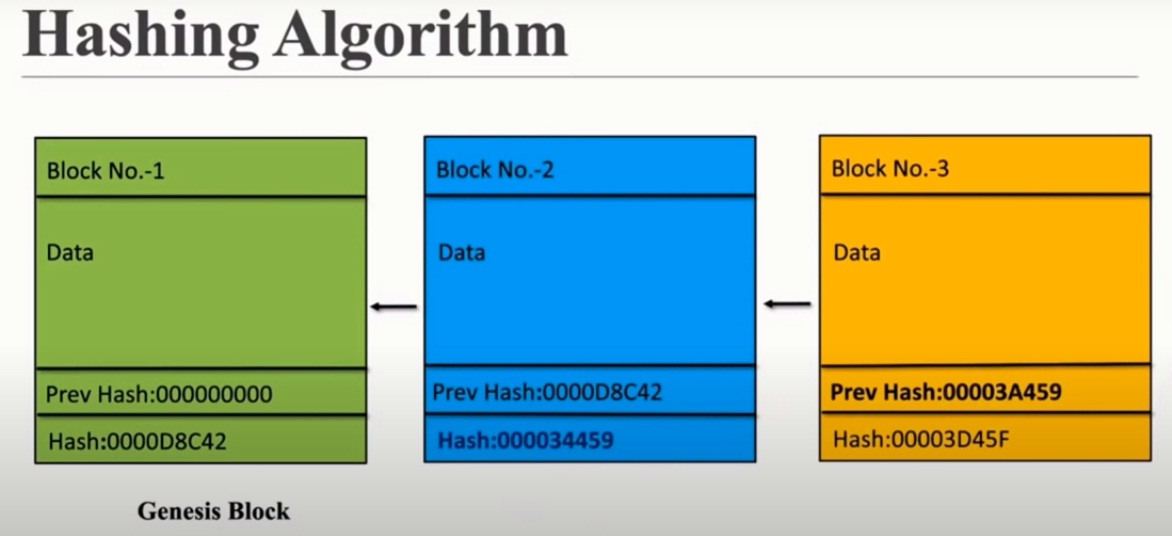 Hashing Algorithm
Block No.-1
Data
Prev Hash:000000000
Hash:0000D8C42
Genesis Block
Block No.-2
Data
Prev Hash:0000D8C42
Hash:000034459
Block No.-3
Data
Prev Hash:00003A459
Hash:00003D45F